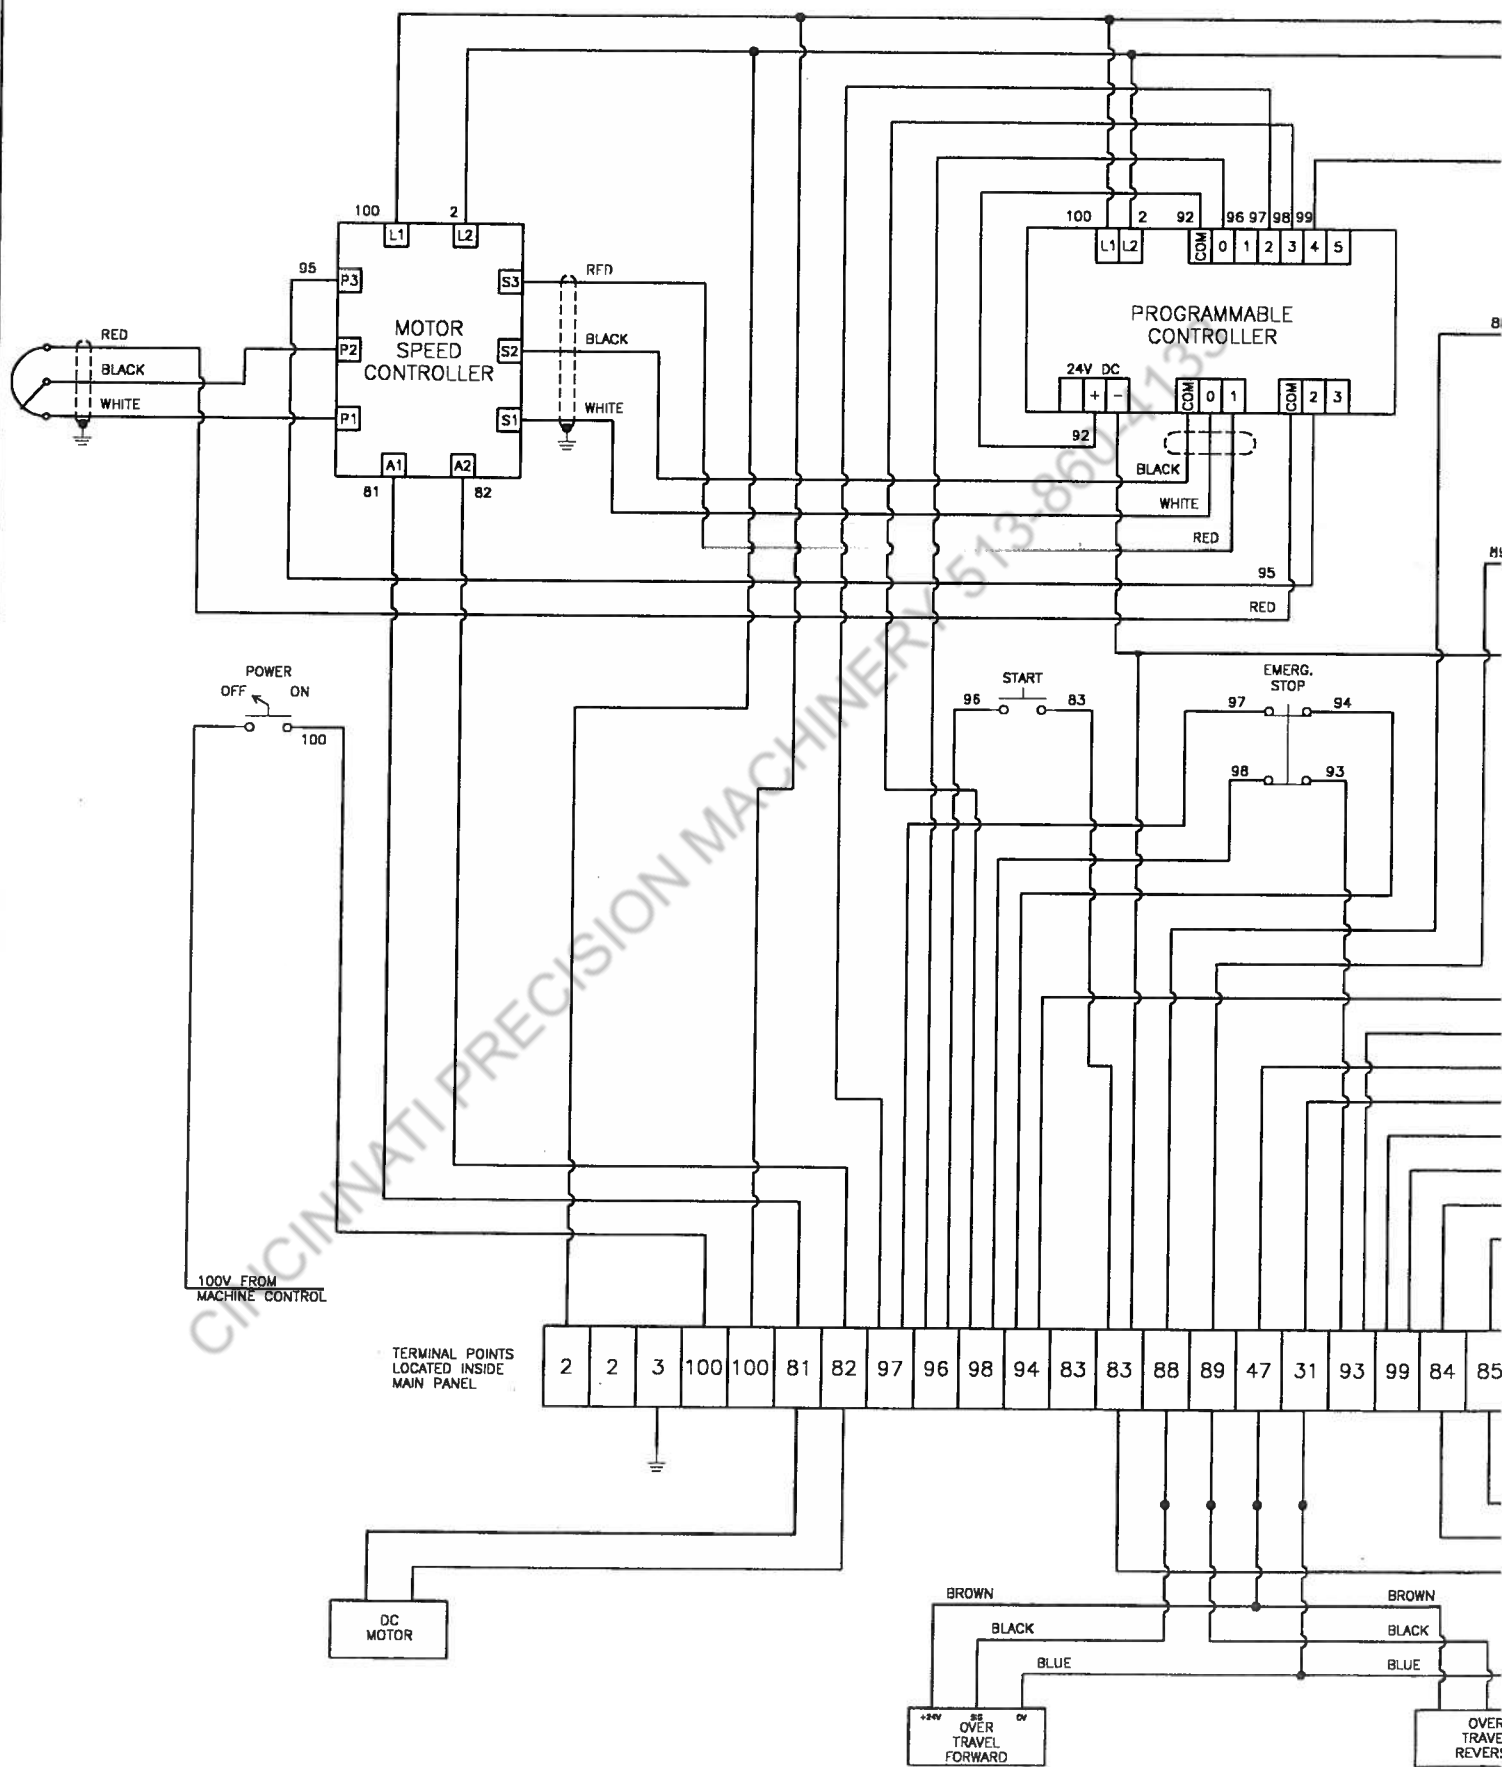 100
2
L1
L2
95
P3
P2
P1
S3
S2
S1
A1
A2
81
82
MOTOR
SPEED
CONTROLLER
RED
BLACK
WHITE
RED
BLACK
WHITE
100
2
92
96
97
98
99
L1
L2
COM
0
1
2
3
4
5
PROGRAMMABLE
CONTROLLER
24V DC
+
-
COM
0
1
COM
2
3
92
BLACK
WHITE
RED
95
RED
POWER
OFF
ON
100
START
96
83
EMERG.
STOP
97
94
98
93
100V FROM
MACHINE CONTROL
TERMINAL POINTS
LOCATED INSIDE
MAIN PANEL
2 2 3 100 100 81 82 97 96 98 94 83 83 88 89 47 31 93 99 84 85
DC
MOTOR
BROWN
BLACK
BLUE
BROWN
BLACK
BLUE
+24V
SIG
0V
OVER
TRAVEL
FORWARD
OVER
TRAVE
REVERS
CINCINNATI PRECISION MACHINERY 513-860-4133